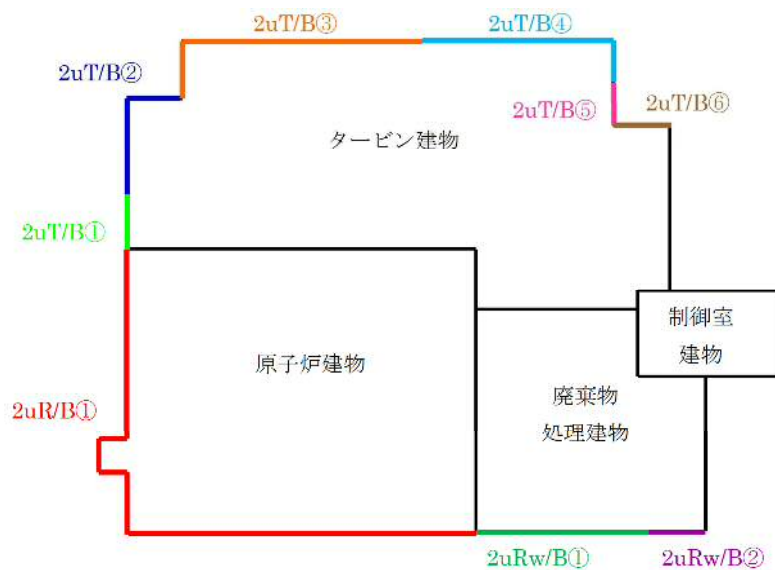 2uT/B③
2uT/B④
2uT/B②
2uT/B⑤
2uT/B⑥
タービン建物
2uT/B①
制御室
建物
原子炉建物
廃棄物
処理建物
2uR/B①
2uRw/B①
2uRw/B②